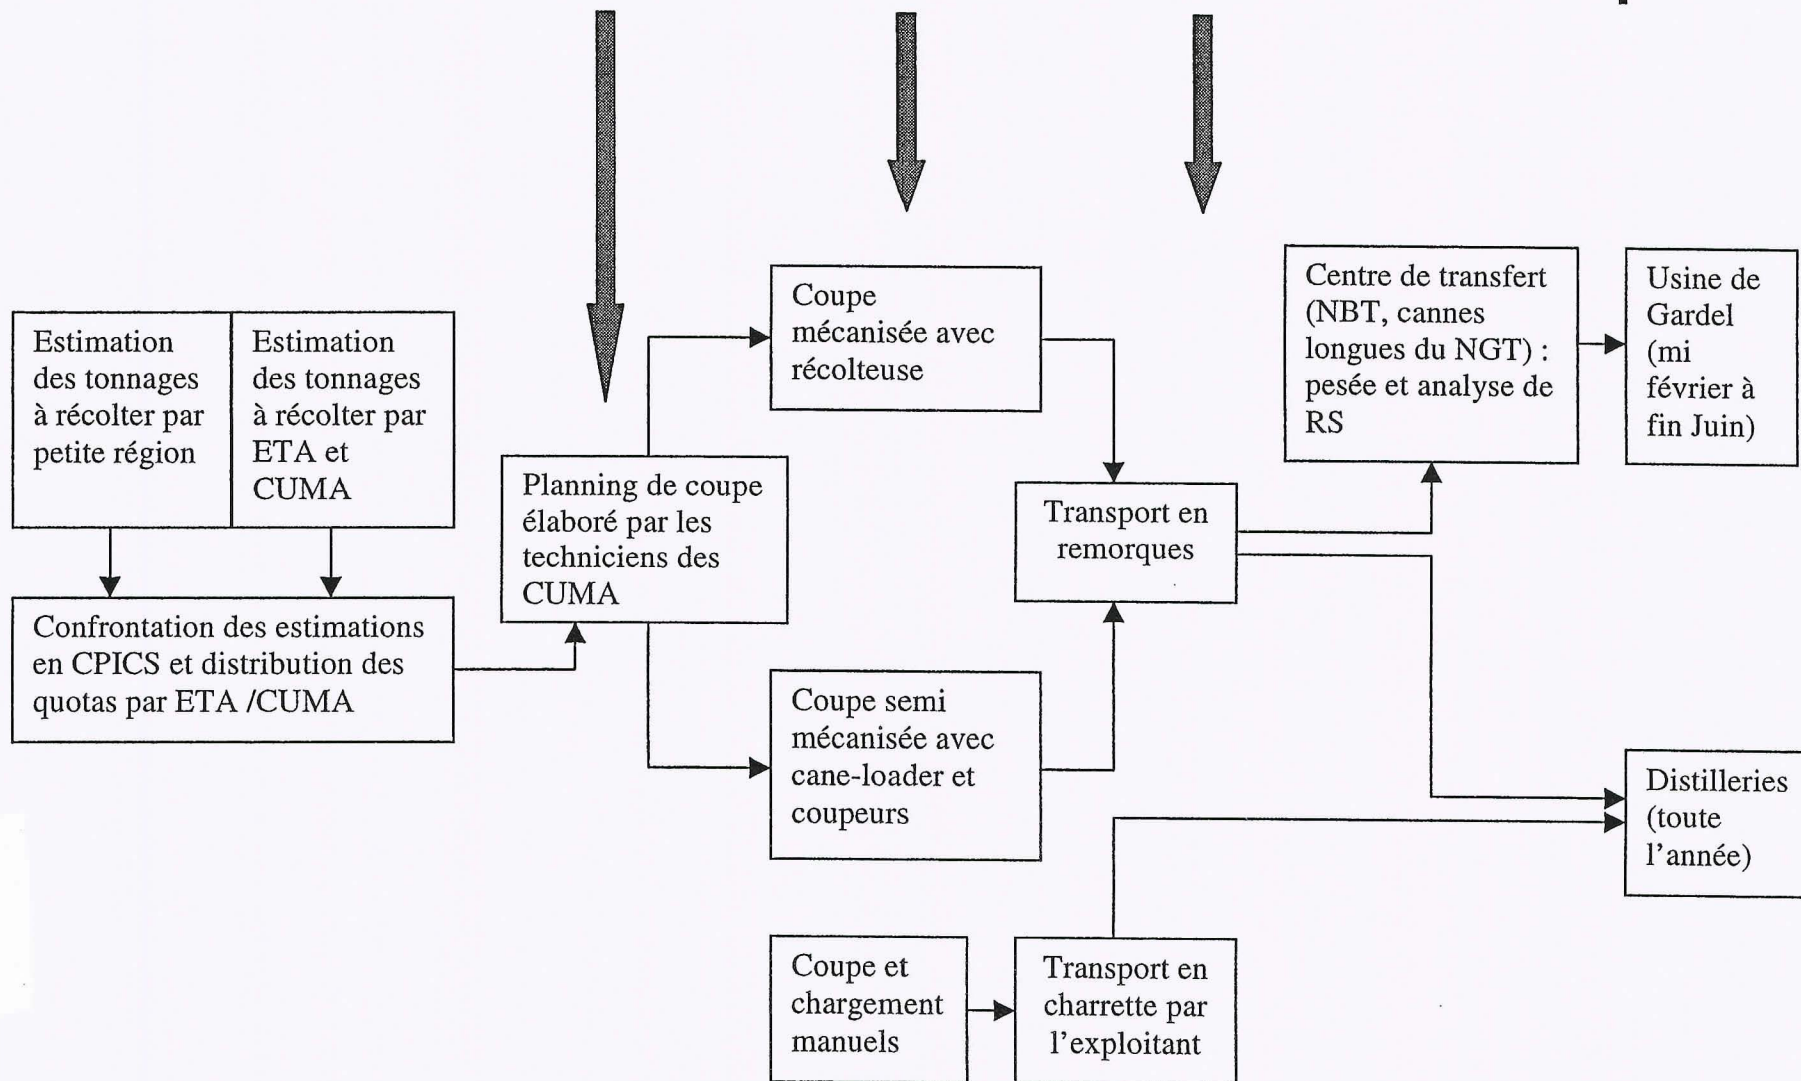 Estimation
des tonnages
à récolter par
petite région
Estimation
des tonnages
à récolter par
ETA et
CUMA
Confrontation des estimations
en CPICS et distribution des
quotas par ETA /CUMA
Planning de coupe
élaboré par les
techniciens des
CUMA
Coupe
mécanisée avec
récolteuse
Coupe semi
mécanisée avec
cane-loader et
coupeurs
Coupe et
chargement
manuels
Transport en
remorques
Transport en
charrette par
l'exploitant
Centre de transfert
(NBT, cannes
longues du NGT) :
pesée et analyse de
RS
Usine de
Gardel
(mi
février à
fin Juin)
Distilleries
(toute
l'année)